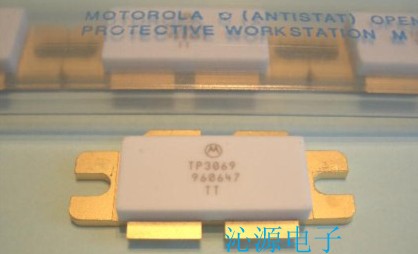 MOTOROLA (ANTISTAT) OPEN
PROTECTIVE WORKSTATION M
TP3069
960647
TT
沁源电子